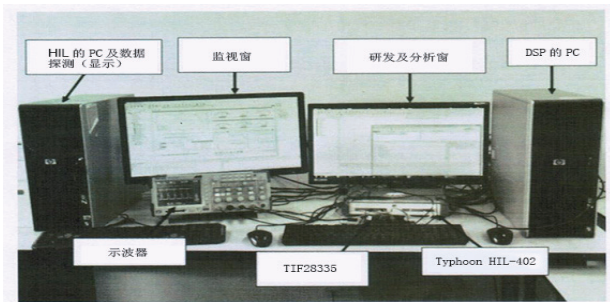 HIL 的 PC 及数据
探测（显示）
监视窗
研发及分析窗
DSP 的 PC
示波器
TIF28335
Typhoon HIL-402